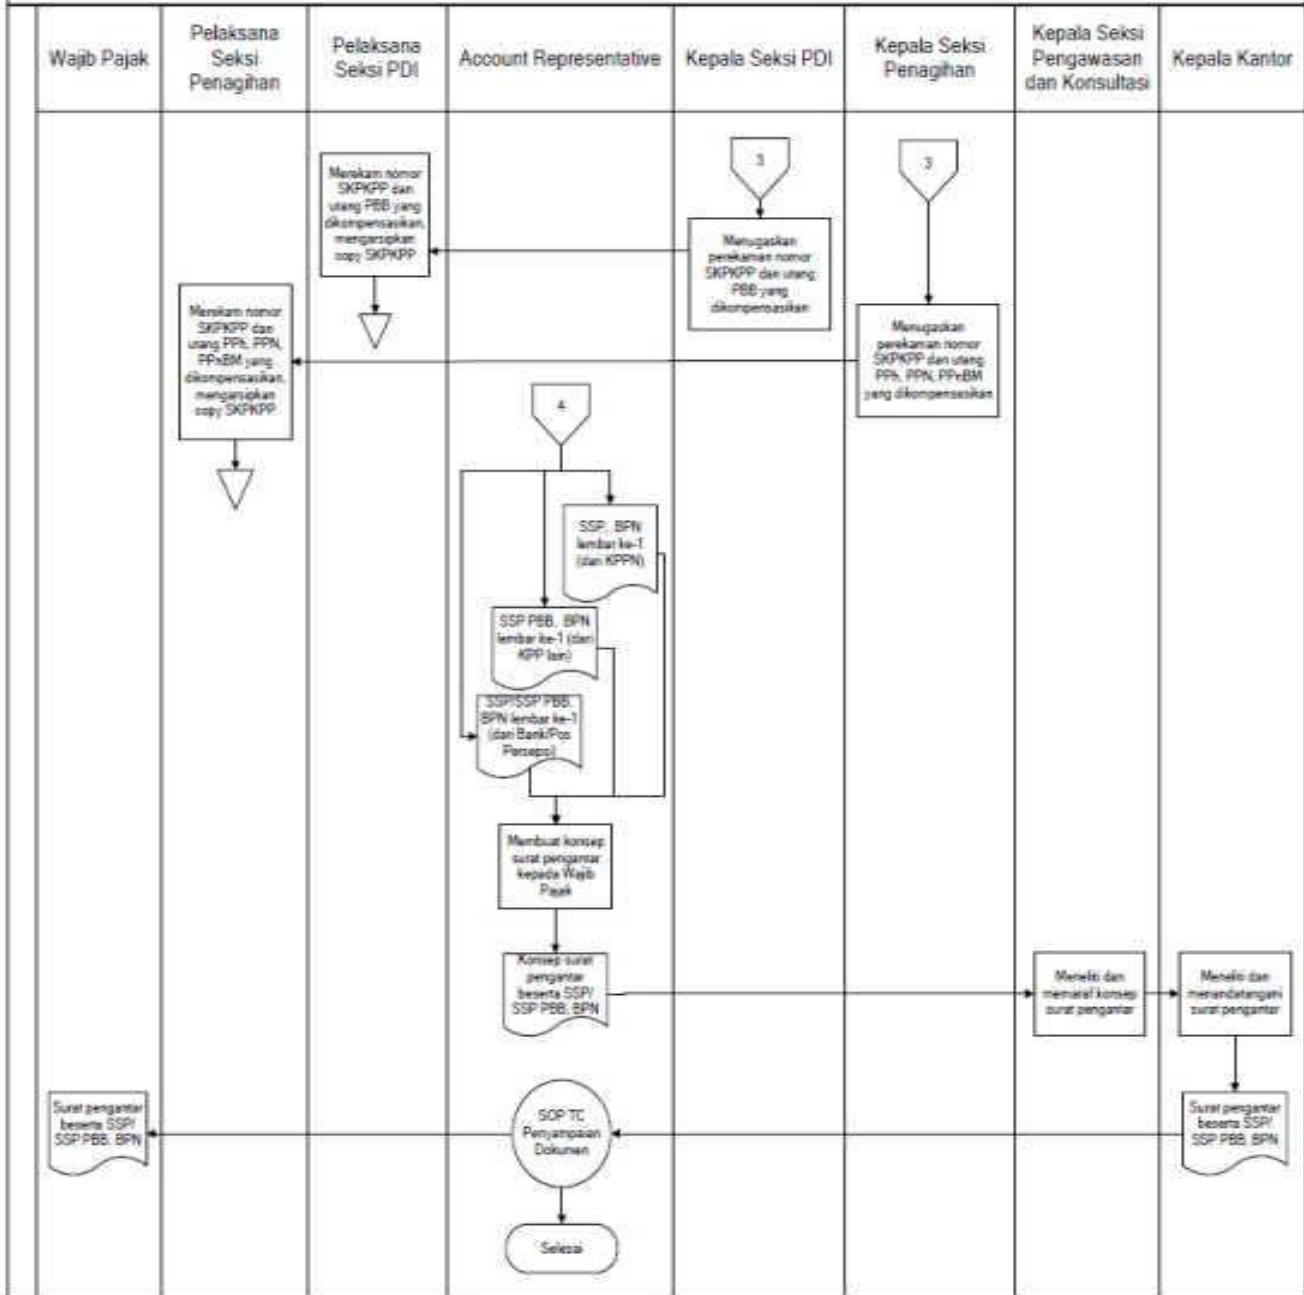 Wajib Pajak
Pelaksana
Seksi
Penagihan
Pelaksana
Seksi PDI
Account Representative
Kepala Seksi PDI
Kepala Seksi
Penagihan
Kepala Seksi
Pengawasan
dan Konsultasi
Kepala Kantor
3
3
Merekam nomor
SKPKPP dan
utang PBB yang
dikompensasikan,
mengarsipkan
copy SKPKPP
Menugaskan
perekaman nomor
SKPKPP dan utang
PBB yang
dikompensasikan
Merekam nomor
SKPKPP dan
utang PPh, PPN,
PPnBM yang
dikompensasikan,
mengarsipkan
copy SKPKPP
Menugaskan
perekaman nomor
SKPKPP dan utang
PPh, PPN, PPnBM
yang dikompensasikan
4
SSP, BPN
lembar ke-1
(dari KPPN)
SSP PBB, BPN
lembar ke-1 (dari
KPP lain)
SSP/SSP PBB,
BPN lembar ke-1
(dari Bank/Pos
Persepsi)
Membuat konsep
surat pengantar
kepada Wajib
Pajak
Konsep surat
pengantar
beserta SSP/
SSP PBB, BPN
Meneliti dan
memaraf konsep
surat pengantar
Meneliti dan
menandatangani
surat pengantar
Surat pengantar
beserta SSP/
SSP PBB, BPN
SOP TC
Penyampaian
Dokumen
Surat pengantar
beserta SSP/
SSP PBB, BPN
Selesai